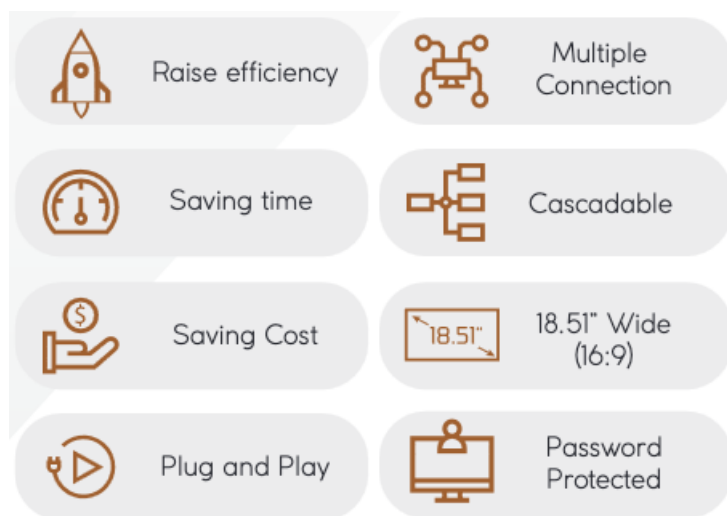 Raise efficiency
Multiple
Connection
Saving time
Cascadable
$
Saving Cost
18.51"
18.51" Wide
(16:9)
Plug and Play
Password
Protected